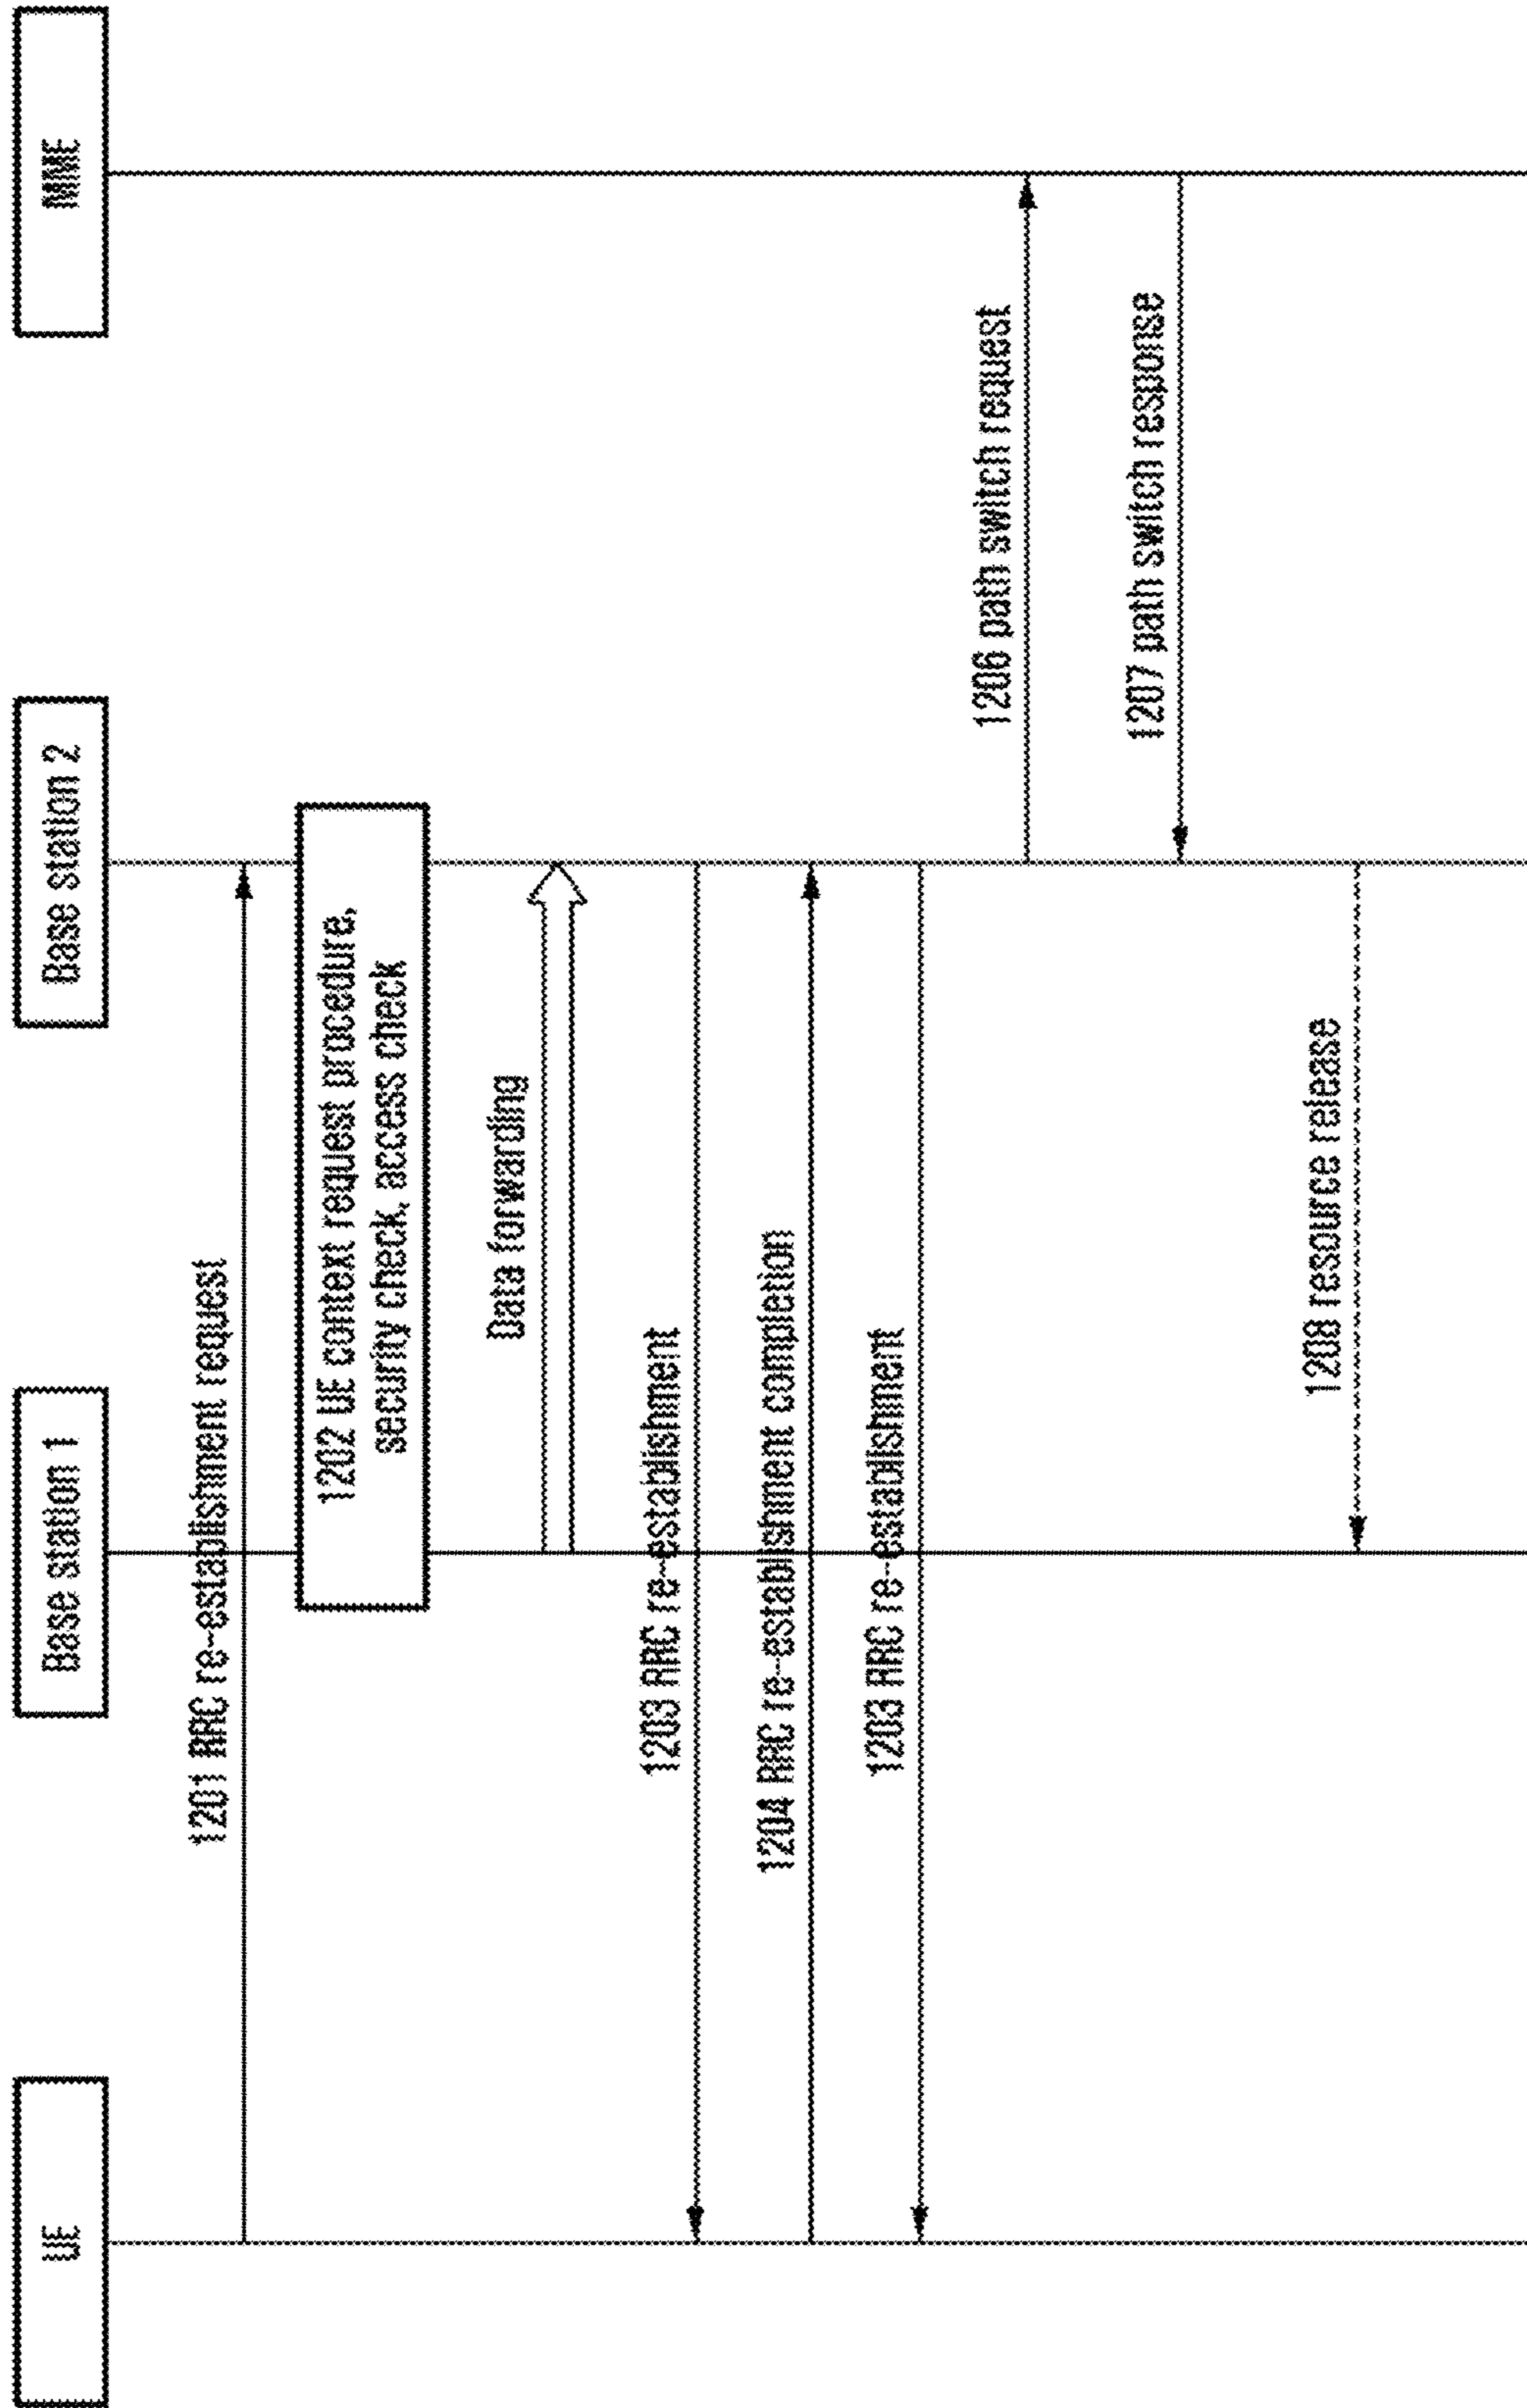 UE
Base station 1
Base station 2
MME
1201 RRC re-establishment request
1202 UE context request procedure,
security check, access check
Data forwarding
1203 RRC re-establishment
1204 RRC re-establishment completion
1203 RRC re-establishment
1206 path switch request
1207 path switch response
1208 resource release